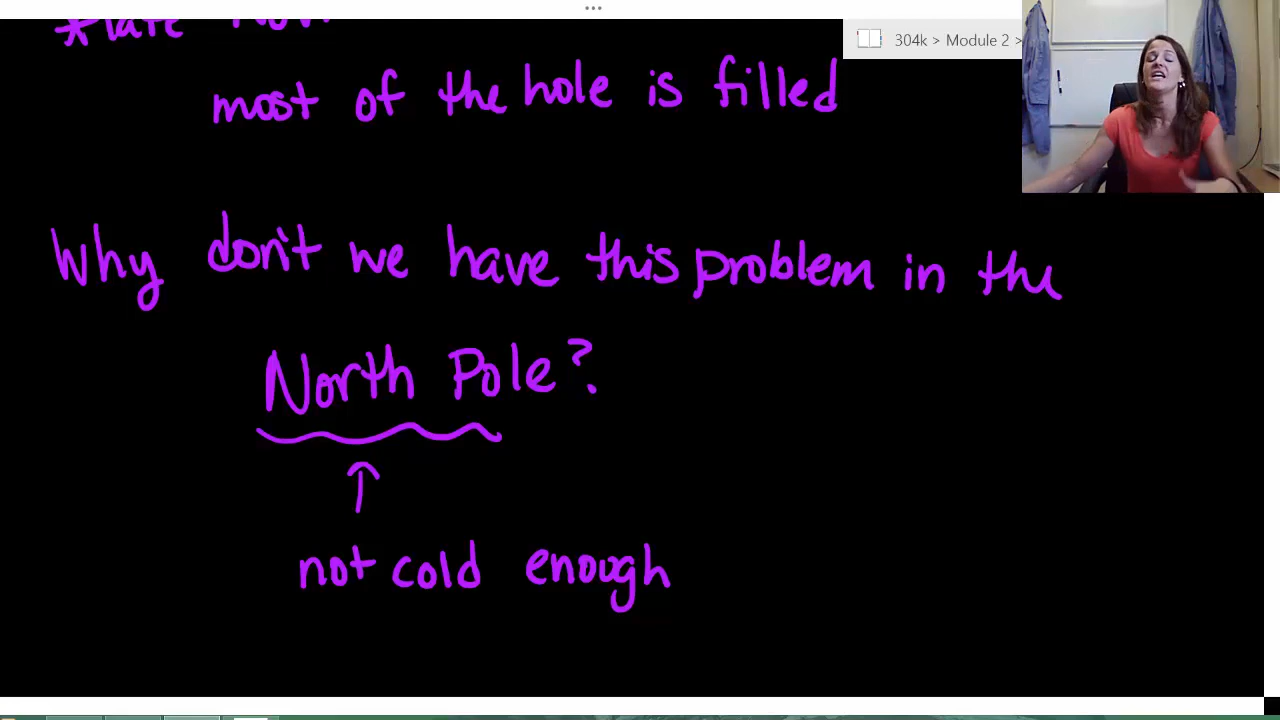 304k > Module 2 >
most of the hole is filled
Why don't we have this problem in the
North Pole?
not cold enough